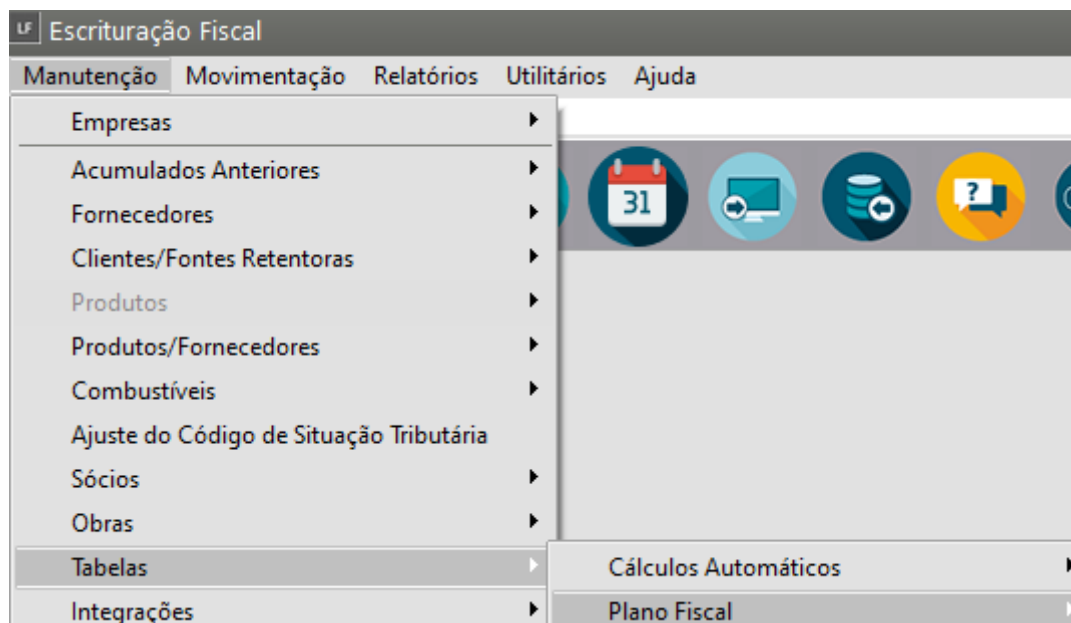 LF Escrituração Fiscal
Manutenção Movimentação Relatórios Utilitários Ajuda
Empresas
Acumulados Anteriores
Fornecedores
31
?
Clientes/Fontes Retentoras
Produtos
Produtos/Fornecedores
Combustíveis
Ajuste do Código de Situação Tributária
Sócios
Obras
Tabelas
Cálculos Automáticos
Integrações
Plano Fiscal